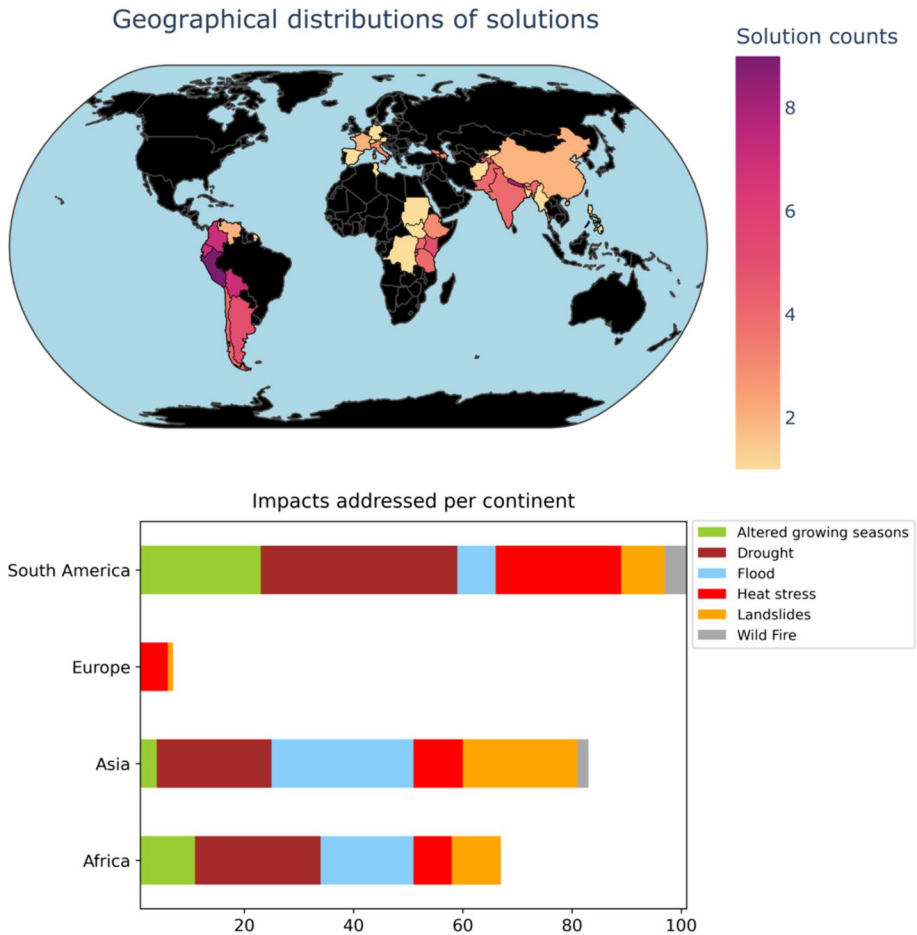 Geographical distributions of solutions
Solution counts
8
6
4
2
Impacts addressed per continent
South America
Europe
Asia
Africa
20
40
60
80
100
Altered growing seasons
Drought
Flood
Heat stress
Landslides
Wild Fire